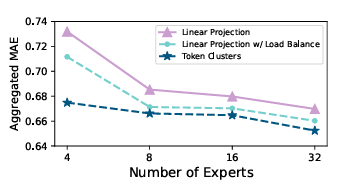 0.74
0.72
0.70
0.68
0.66
0.64
Aggregated MAE
Linear Projection
Linear Projection w/ Load Balance
Token Clusters
4
8
16
32
Number of Experts